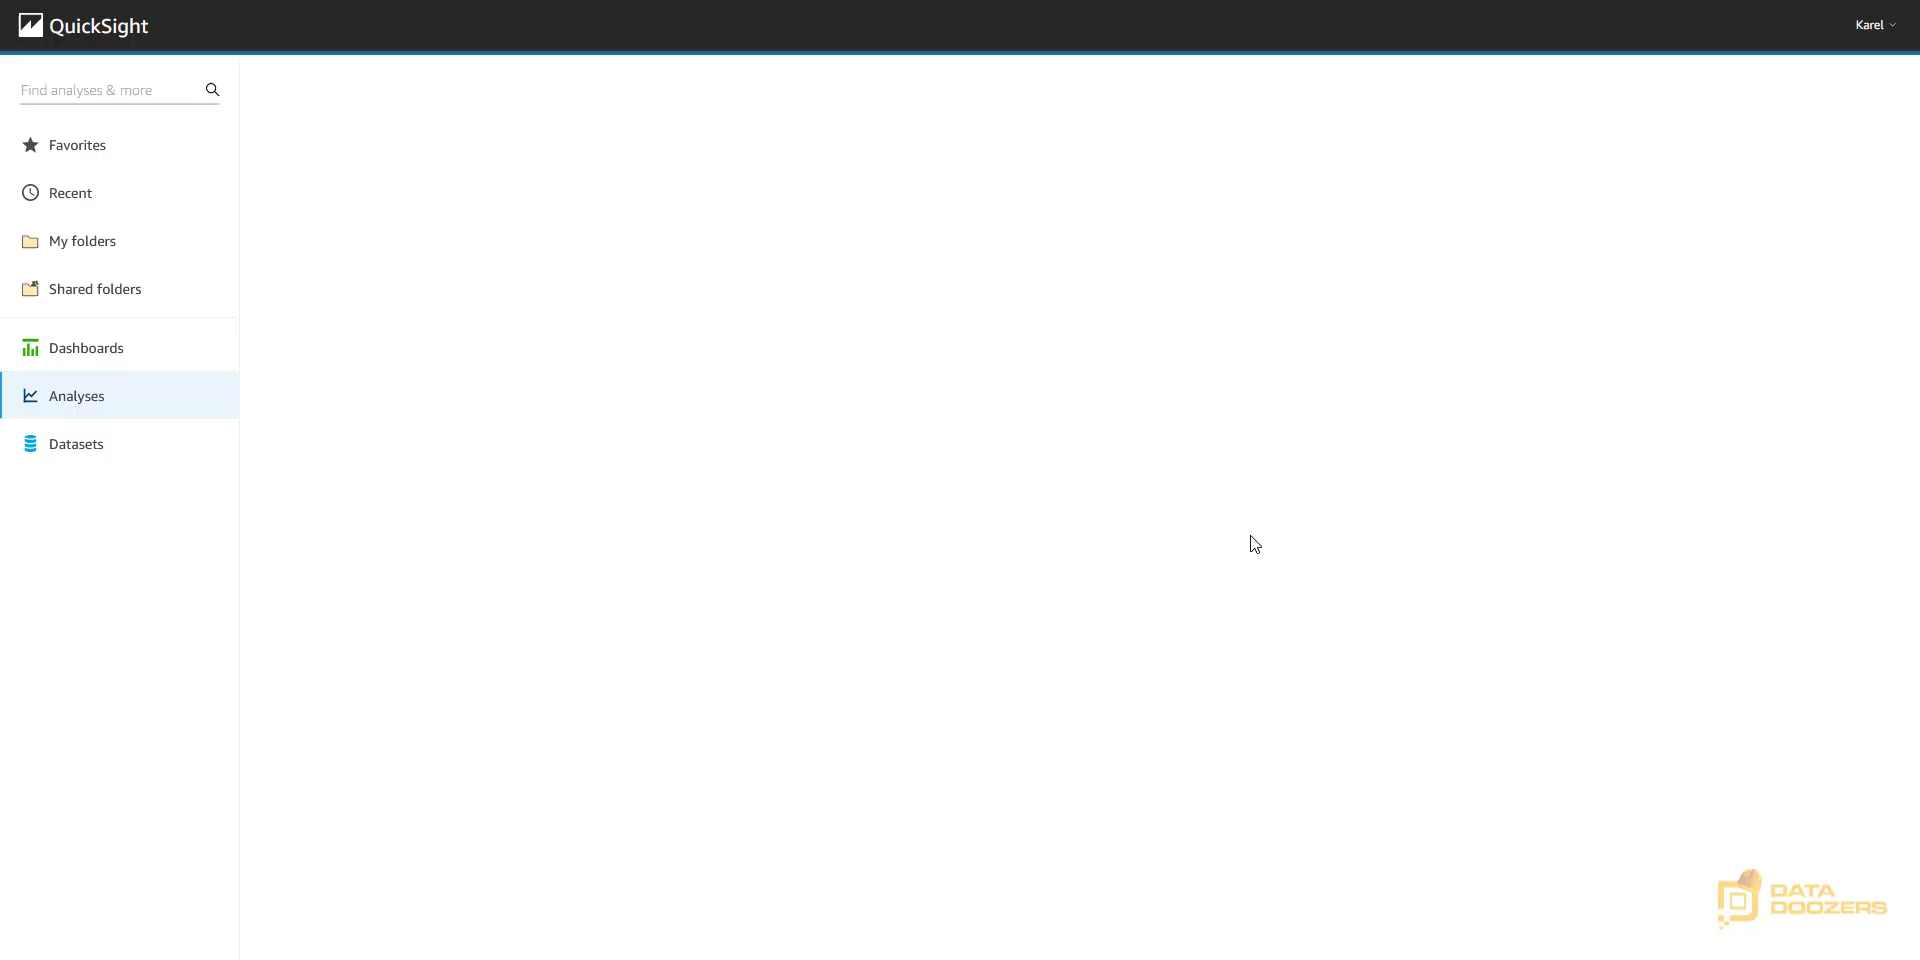 QuickSight
Karel
Find analyses & more
Favorites
Recent
My folders
Shared folders
Dashboards
Analyses
Datasets
DATA
DOOZERS